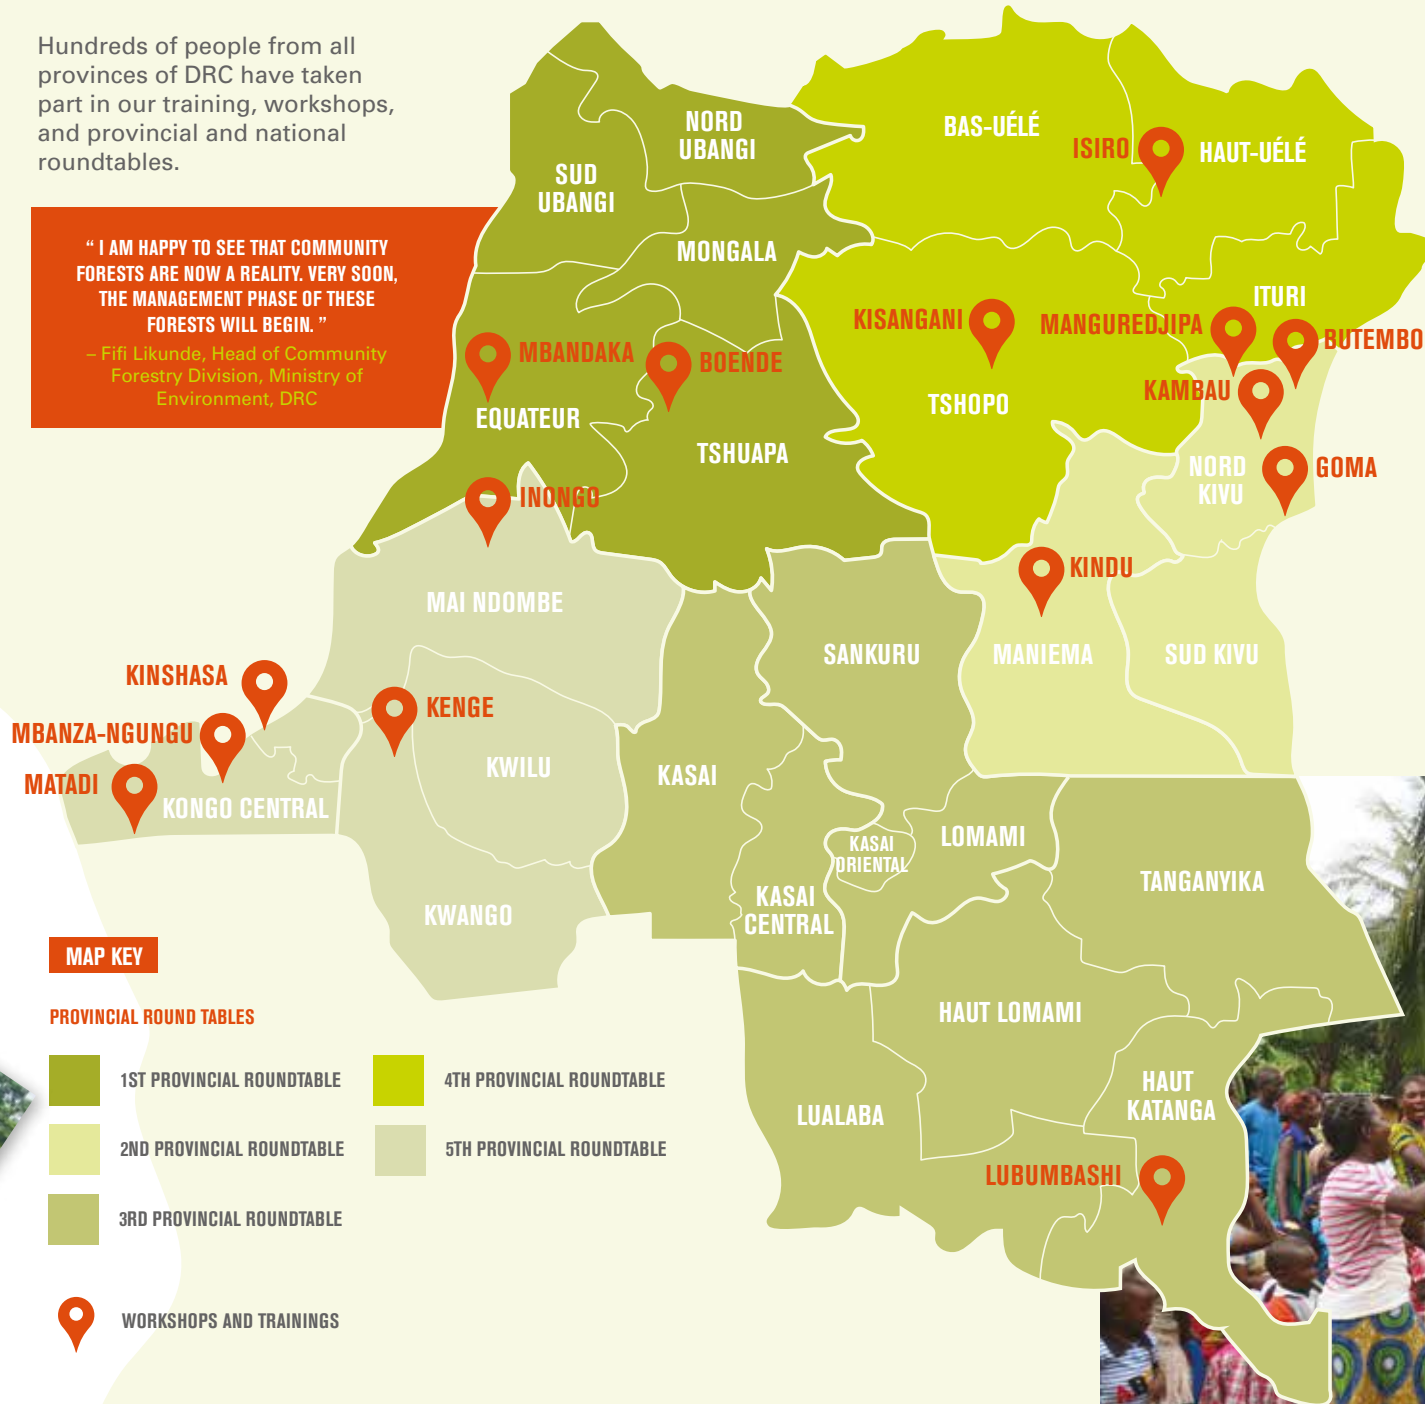 Hundreds of people from all
provinces of DRC have taken
part in our training, workshops,
and provincial and national
roundtables.
“ I AM HAPPY TO SEE THAT COMMUNITY
FORESTS ARE NOW A REALITY. VERY SOON,
THE MANAGEMENT PHASE OF THESE
FORESTS WILL BEGIN. ”
– Fifi Likunde, Head of Community
Forestry Division, Ministry of
Environment, DRC
NORD
UBANGI
SUD
UBANGI
MONGALA
BAS-UÉLÉ
ISIRO
HAUT-UÉLÉ
ITURI
KISANGANI
MANGUREDJIPA
BUTEMBO
MBANDAKA
BOENDE
KAMBAU
EQUATEUR
TSHOPO
TSHUAPA
NORD
KIVU
GOMA
INONGO
KINDU
MAI NDOMBE
SANKURU
MANIEMA
SUD KIVU
KINSHASA
KENGE
MBANZA-NGUNGU
MATADI
KWILU
KASAI
KONGO CENTRAL
LOMAMI
KASAI
ORIENTAL
TANGANYIKA
KASAI
CENTRAL
KWANGO
HAUT LOMAMI
HAUT
KATANGA
LUALABA
LUBUMBASHI
MAP KEY
PROVINCIAL ROUND TABLES
1ST PROVINCIAL ROUNDTABLE
4TH PROVINCIAL ROUNDTABLE
2ND PROVINCIAL ROUNDTABLE
5TH PROVINCIAL ROUNDTABLE
3RD PROVINCIAL ROUNDTABLE
WORKSHOPS AND TRAININGS